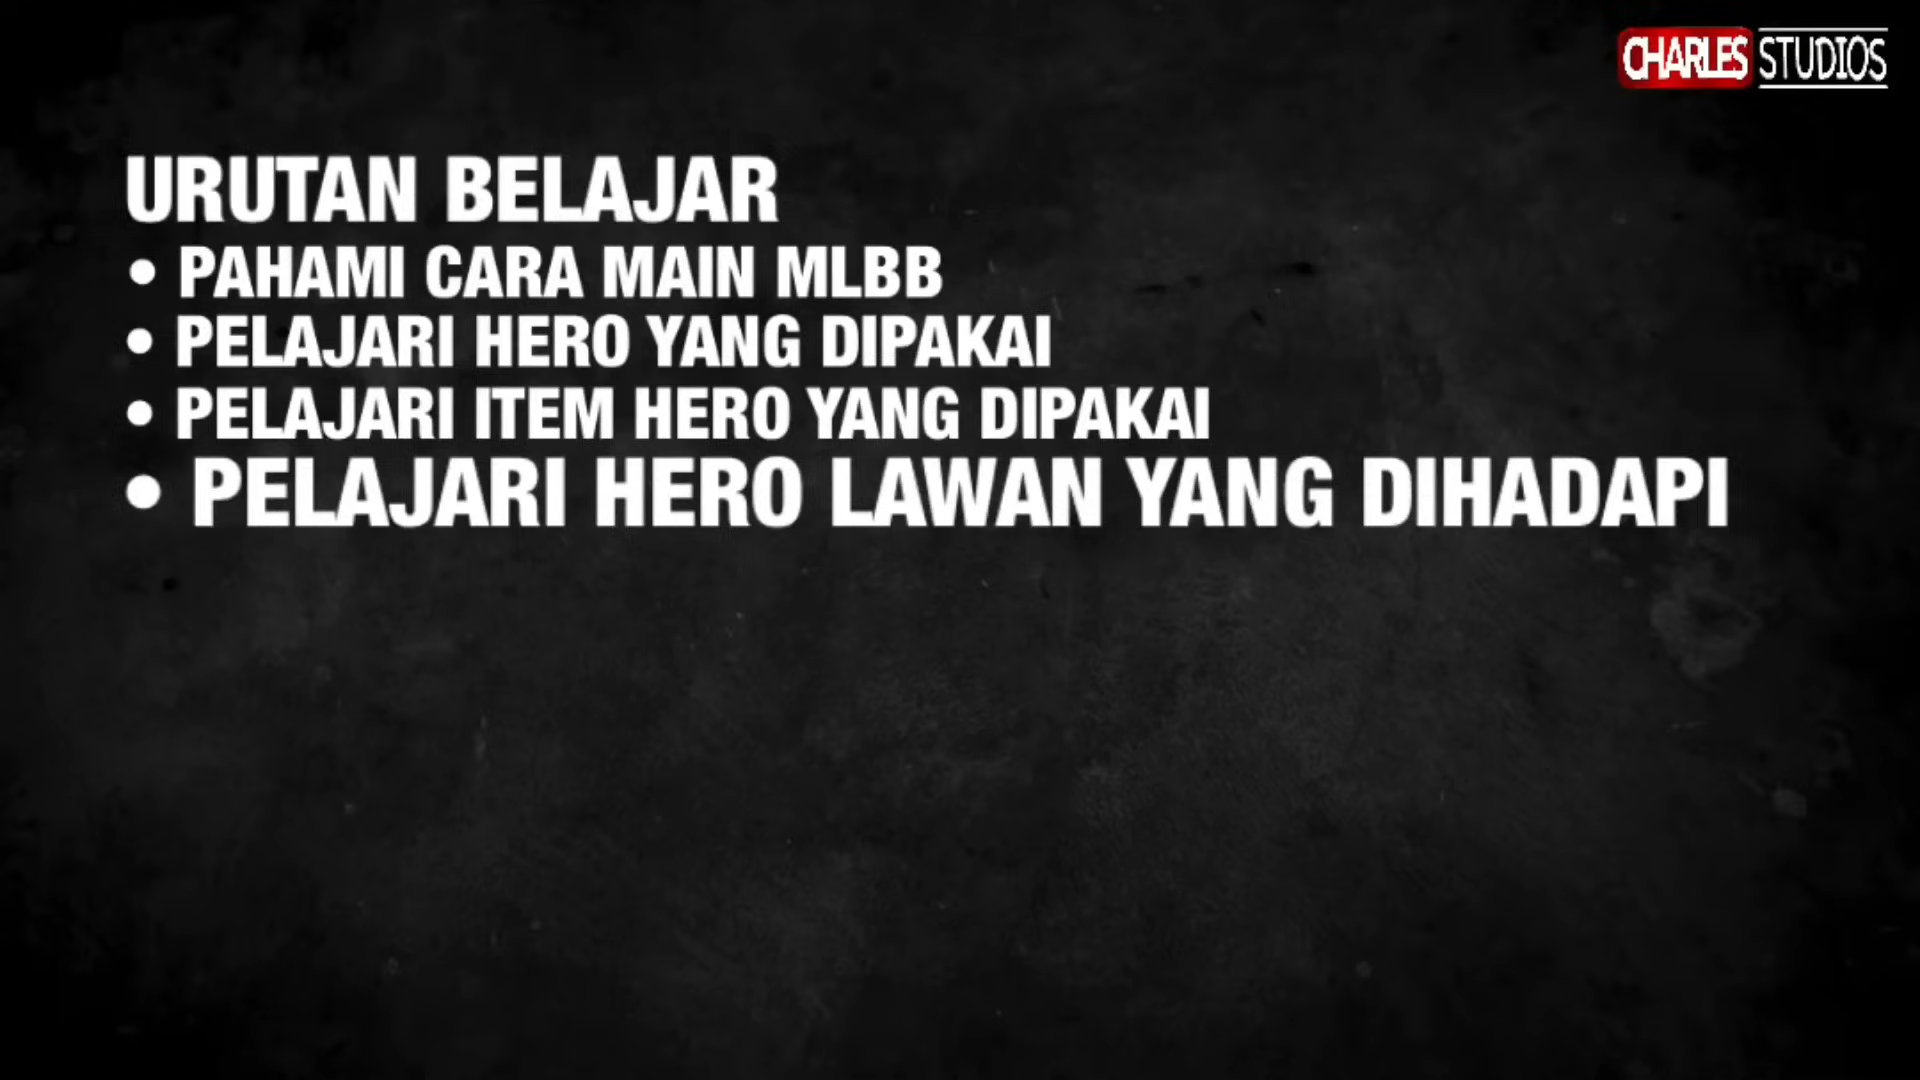 CHARLES STUDIOS
URUTAN BELAJAR
• PAHAMI CARA MAIN MLBB
• PELAJARI HERO YANG DIPAKAI
• PELAJARI ITEM HERO YANG DIPAKAI
• PELAJARI HERO LAWAN YANG DIHADAPI